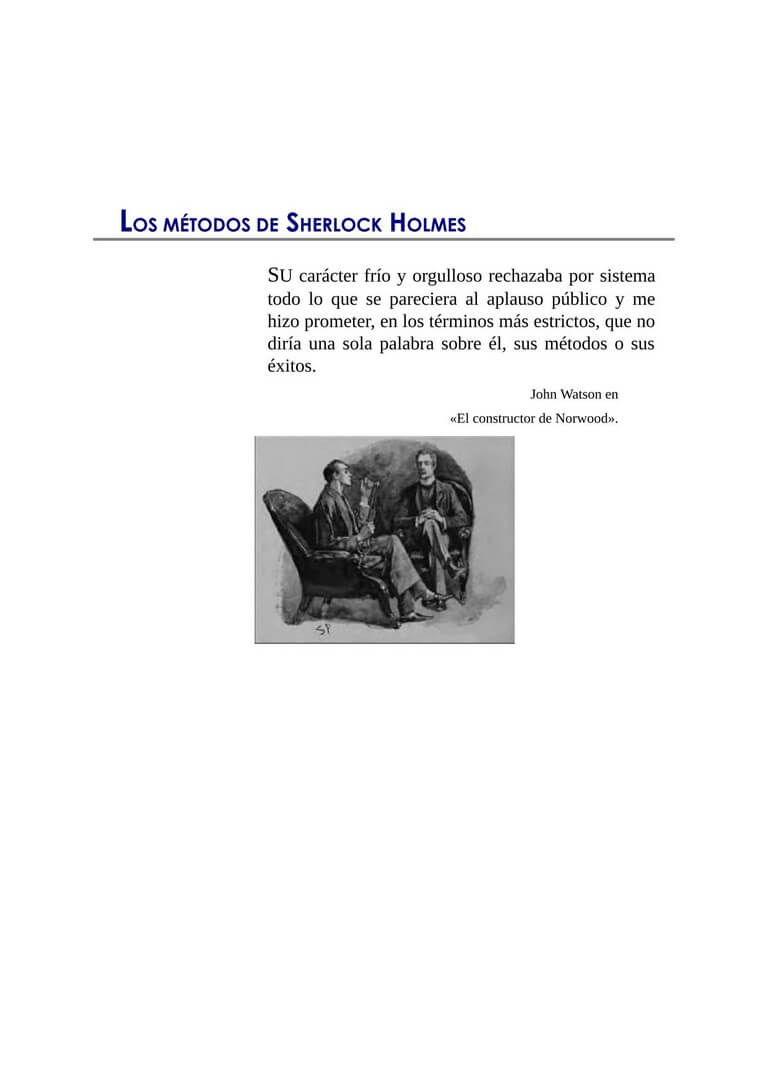 LOS MÉTODOS DE SHERLOCK HOLMES
SU carácter frío y orgulloso rechazaba por sistema
todo lo que se pareciera al aplauso público y me
hizo prometer, en los términos más estrictos, que no
diría una sola palabra sobre él, sus métodos o sus
éxitos.
John Watson en
«El constructor de Norwood».
SP